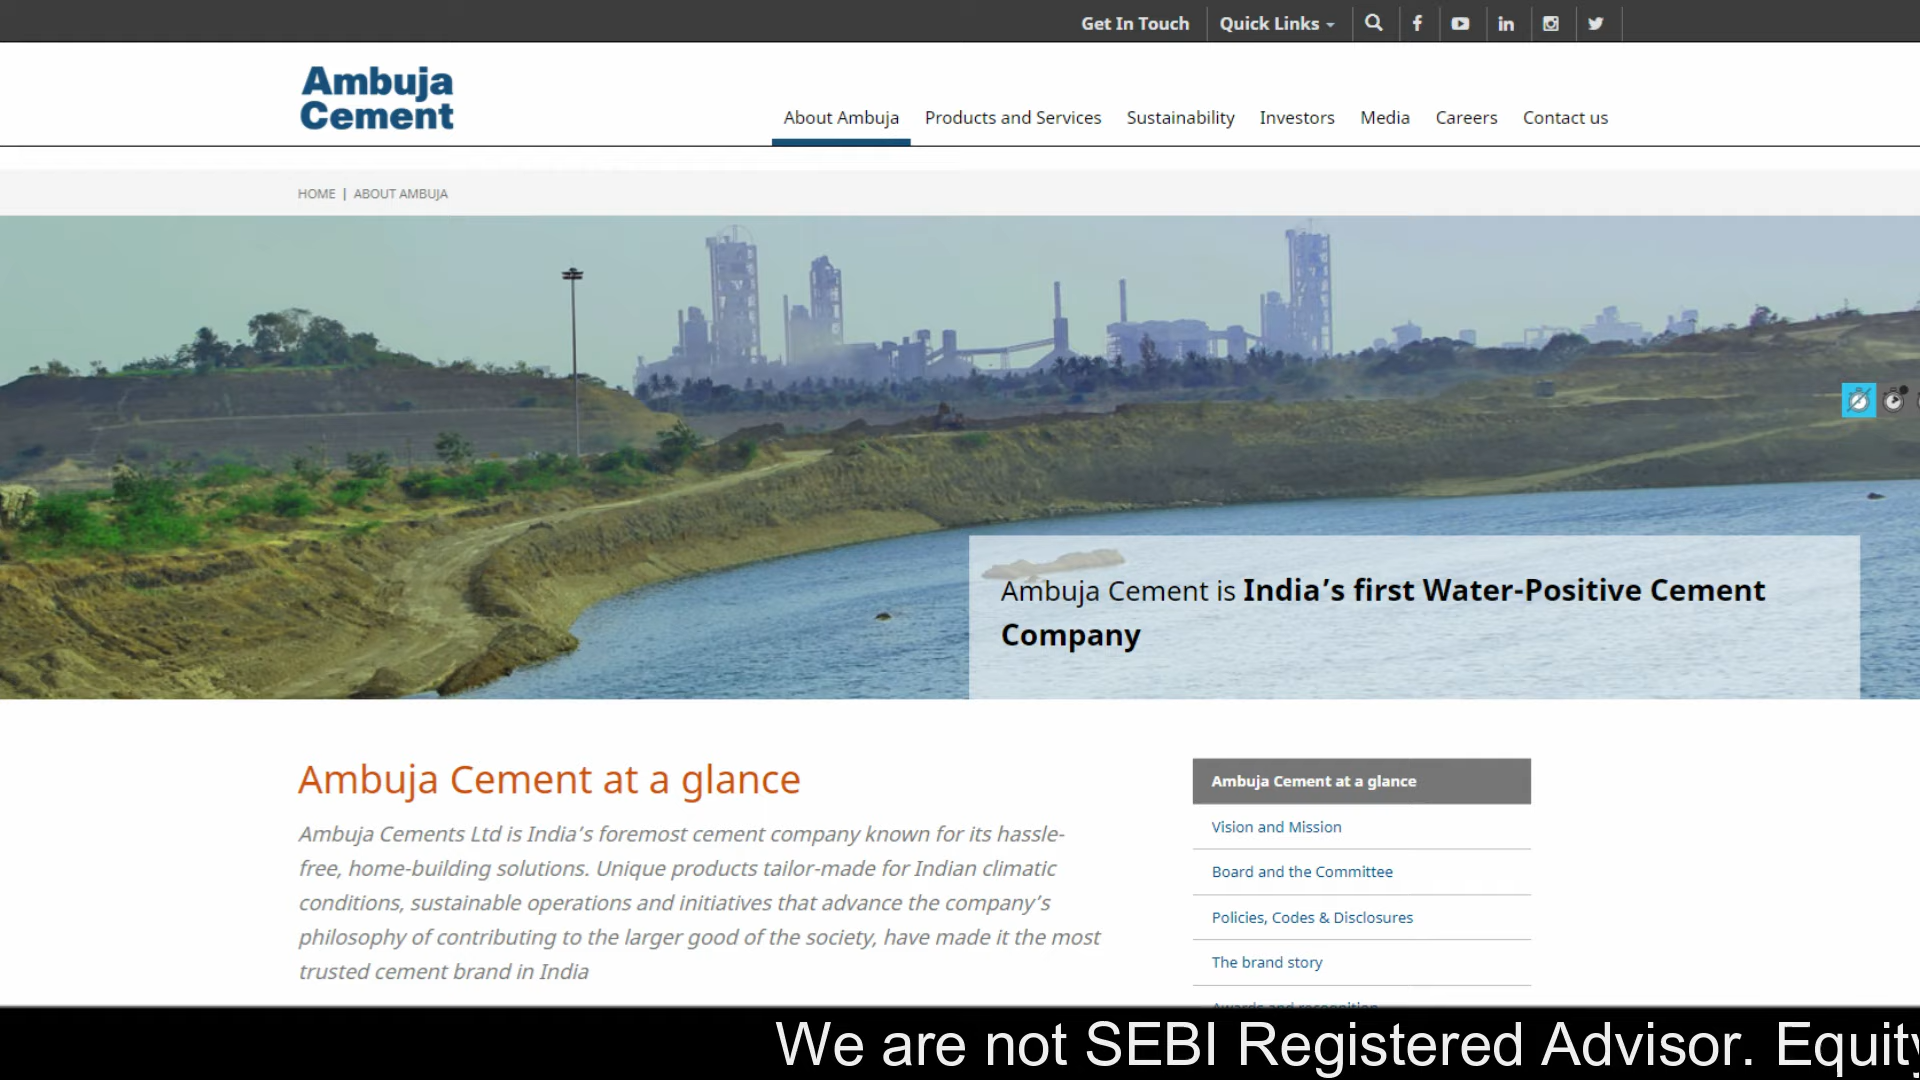 Get In Touch Quick Links
Ambuja
Cement
About Ambuja Products and Services Sustainability Investors Media Careers Contact us
HOME | ABOUT AMBUJA
Ambuja Cement is India’s first Water-Positive Cement
Company
Ambuja Cement at a glance
Ambuja Cements Ltd is India’s foremost cement company known for its hassle-
free, home-building solutions. Unique products tailor-made for Indian climatic
conditions, sustainable operations and initiatives that advance the company’s
philosophy of contributing to the larger good of the society, have made it the most
trusted cement brand in India
Ambuja Cement at a glance
Vision and Mission
Board and the Committee
Policies, Codes & Disclosures
The brand story
Awards and recognition
We are not SEBI Registered Advisor. Equity